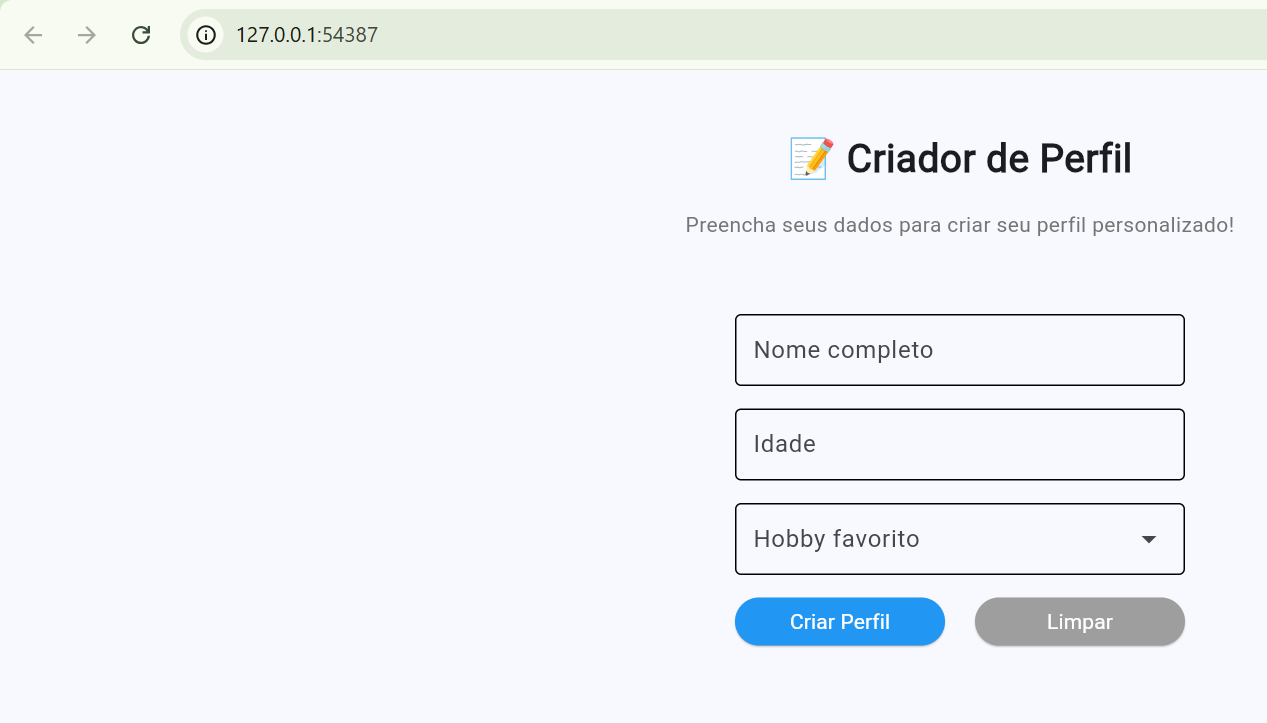 127.0.0.1:54387
📝 Criador de Perfil
Preencha seus dados para criar seu perfil personalizado!
Nome completo
Idade
Hobby favorito
Criar Perfil
Limpar